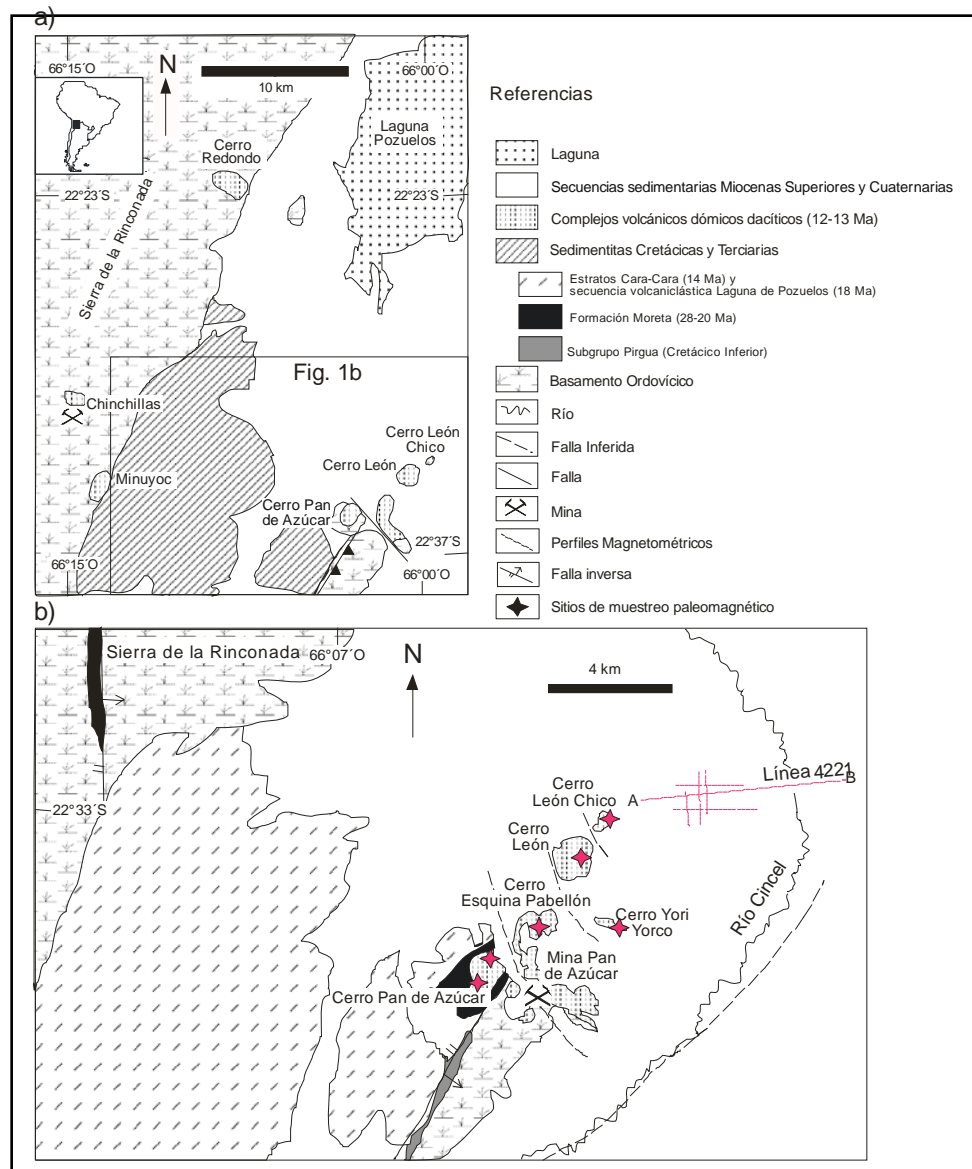 a)
66°15´O
N
10 km
66°00´O
Cerro
Redondo
Laguna
Pozuelos
22°23´S
22°23´S
Sierra de la Rinconada
Fig. 1b
Chinchillas
Minuyoc
Cerro León
Chico
Cerro León
Cerro Pan
de Azúcar
22°37´S
66°15´O
66°00´O
Referencias
Laguna
Secuencias sedimentarias Miocenas Superiores y Cuaternarias
Complejos volcánicos dómicos dacíticos (12-13 Ma)
Sedimentitas Cretácicas y Terciarias
Estratos Cara-Cara (14 Ma) y
secuencia volcaniclástica Laguna de Pozuelos (18 Ma)
Formación Moreta (28-20 Ma)
Subgrupo Pirgua (Cretácico Inferior)
Basamento Ordovícico
Río
Falla Inferida
Falla
Mina
Perfiles Magnetométricos
Falla inversa
Sitios de muestreo paleomagnético
b)
Sierra de la Rinconada
66°07´O
N
4 km
22°33´S
Línea 4221
A
B
Cerro
León Chico
Cerro
León
Cerro
Esquina Pabellón
Cerro Yori
Yorco
Mina Pan
de Azúcar
Cerro Pan de Azúcar
Río Cincel